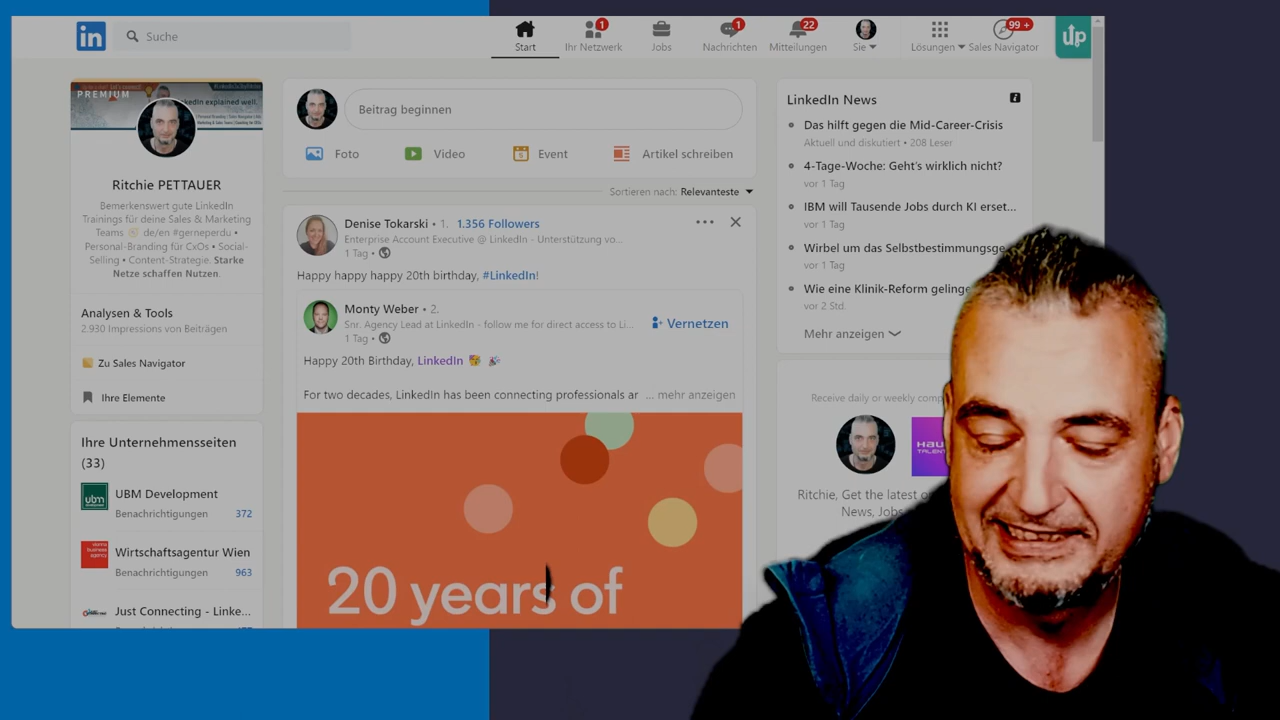 in
Suche
Start
1
Ihr Netzwerk
Jobs
1
Nachrichten
22
Mitteilungen
Sie
Lösungen
99 +
Sales Navigator
up
PREMIUM
Ritchie PETTAUER
Bemerkenswert gute LinkedIn
Trainings für deine Sales & Marketing
Teams de/en #gerneperdu •
Personal-Branding für CxOs • Social-
Selling • Content-Strategie. Starke
Netze schaffen Nutzen.
Analysen & Tools
2.930 Impressions von Beiträgen
Zu Sales Navigator
Ihre Elemente
Ihre Unternehmensseiten
(33)
UBM Development
Benachrichtigungen 372
Wirtschaftsagentur Wien
Benachrichtigungen 963
Just Connecting - Linke...
Beitrag beginnen
Foto
Video
Event
Artikel schreiben
Sortieren nach: Relevanteste
Denise Tokarski • 1. 1.356 Followers
Enterprise Account Executive @ LinkedIn - Unterstützung vo...
1 Tag •
Happy happy happy 20th birthday, #LinkedIn!
Monty Weber • 2.
Snr. Agency Lead at LinkedIn - follow me for direct access to Li...
1 Tag •
Vernetzen
Happy 20th Birthday, LinkedIn
For two decades, LinkedIn has been connecting professionals ar ... mehr anzeigen
20 years of
LinkedIn News
Das hilft gegen die Mid-Career-Crisis
Aktuell und diskutiert • 208 Leser
4-Tage-Woche: Geht's wirklich nicht?
vor 1 Tag
IBM will Tausende Jobs durch KI erset...
vor 1 Tag
Wirbel um das Selbstbestimmungsge
vor 1 Tag
Wie eine Klinik-Reform gelinge
vor 2 Std.
Mehr anzeigen
Receive daily or weekly comp
Ritchie, Get the latest
News, Jobs